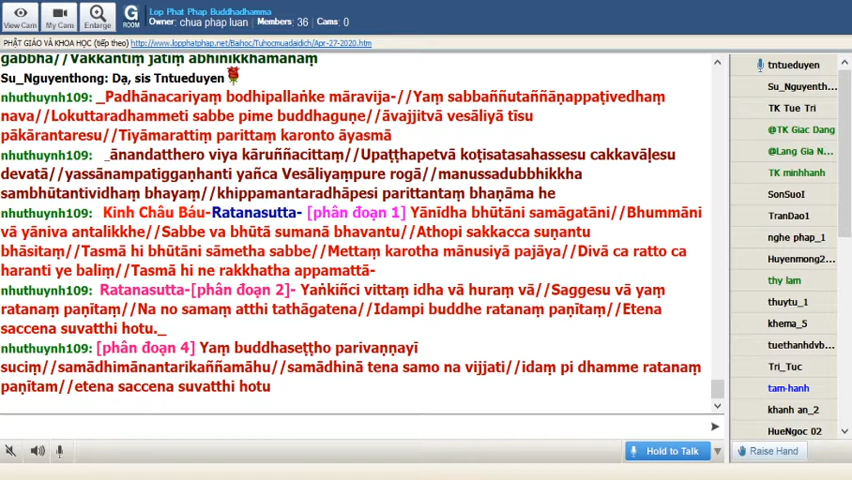 Lop Phat Phap Buddhadhamma
Owner: chua phap luan Members: 36 Cams: 0
View Cam
My Cam
Enlarge
G
ROOM
PHẬT GIÁO VÀ KHOA HỌC (tiếp theo) http://www.lopphatphap.net/Baihoc/Tuhocmuadaidich/Apr-27-2020.htm
gabbha//Vakkantim jatiṃ abhinikkhamanaṃ
Su_Nguyenthong: Dạ, sis Tntueduyen
nhuthuynh109: _Padhānacariyaṃ bodhipallaṅke māravija-//Yaṃ sabbaññutaññāṇappaṭivedhaṃ
nava//Lokuttaradhammeti sabbe pime buddhaguṇe//āvajjitvā vesāliyā tīsu
pākārantaresu//Tiyāmarattiṃ parittaṃ karonto āyasmā
nhuthuynh109: _ānandatthero viya kāruññacittaṃ//Upaṭṭhapetvā koṭisatasahassesu cakkavāḷesu
devatā//yassānampatiggaṇhanti yañca Vesāliyaṃpure rogā//manussadubbhikkha
sambhūtantividhaṃ bhayaṃ//khippamantaradhāpesi parittantaṃ bhaṇāma he
nhuthuynh109: Kinh Châu Báu-Ratanasutta- [phân đoạn 1] Yānīdha bhūtāni samāgatāni//Bhummāni
vā yāniva antalikkhe//Sabbe va bhūtā sumanā bhavantu//Athopi sakkacca suṇantu
bhāsitaṃ//Tasmā hi bhūtāni sāmetha sabbe//Mettaṃ karotha mānusiyā pajāya//Divā ca ratto ca
haranti ye baliṃ//Tasmā hi ne rakkhatha appamattā-
nhuthuynh109: Ratanasutta-[phân đoạn 2]- Yaṅkiñci vittaṃ idha vā huraṃ vā//Saggesu vā yaṃ
ratanaṃ paṇītaṃ//Na no samaṃ atthi tathāgatena//Idampi buddhe ratanaṃ paṇītaṃ//Etena
saccena suvatthi hotu._
nhuthuynh109: [phân đoạn 4] Yaṃ buddhaseṭṭho parivaṇṇayī
suciṃ//samādhimānantarikaññamāhu//samādhinā tena samo na vijjati//idaṃ pi dhamme ratanaṃ
paṇītam//etena saccena suvatthi hotu
tntueduyen
Su_Nguyenth...
TK Tue Tri
@TK Giac Dang
@Lang Gia N...
TK minhhanh
SonSuoI
TranDao1
nghe phap_1
Huyenmong2...
thy lam
thuytu_1
khema_5
tuethanhdvb...
Tri_Tuc
tam-hanh
khanh an_2
HueNgoc 02
Hold to Talk
Raise Hand